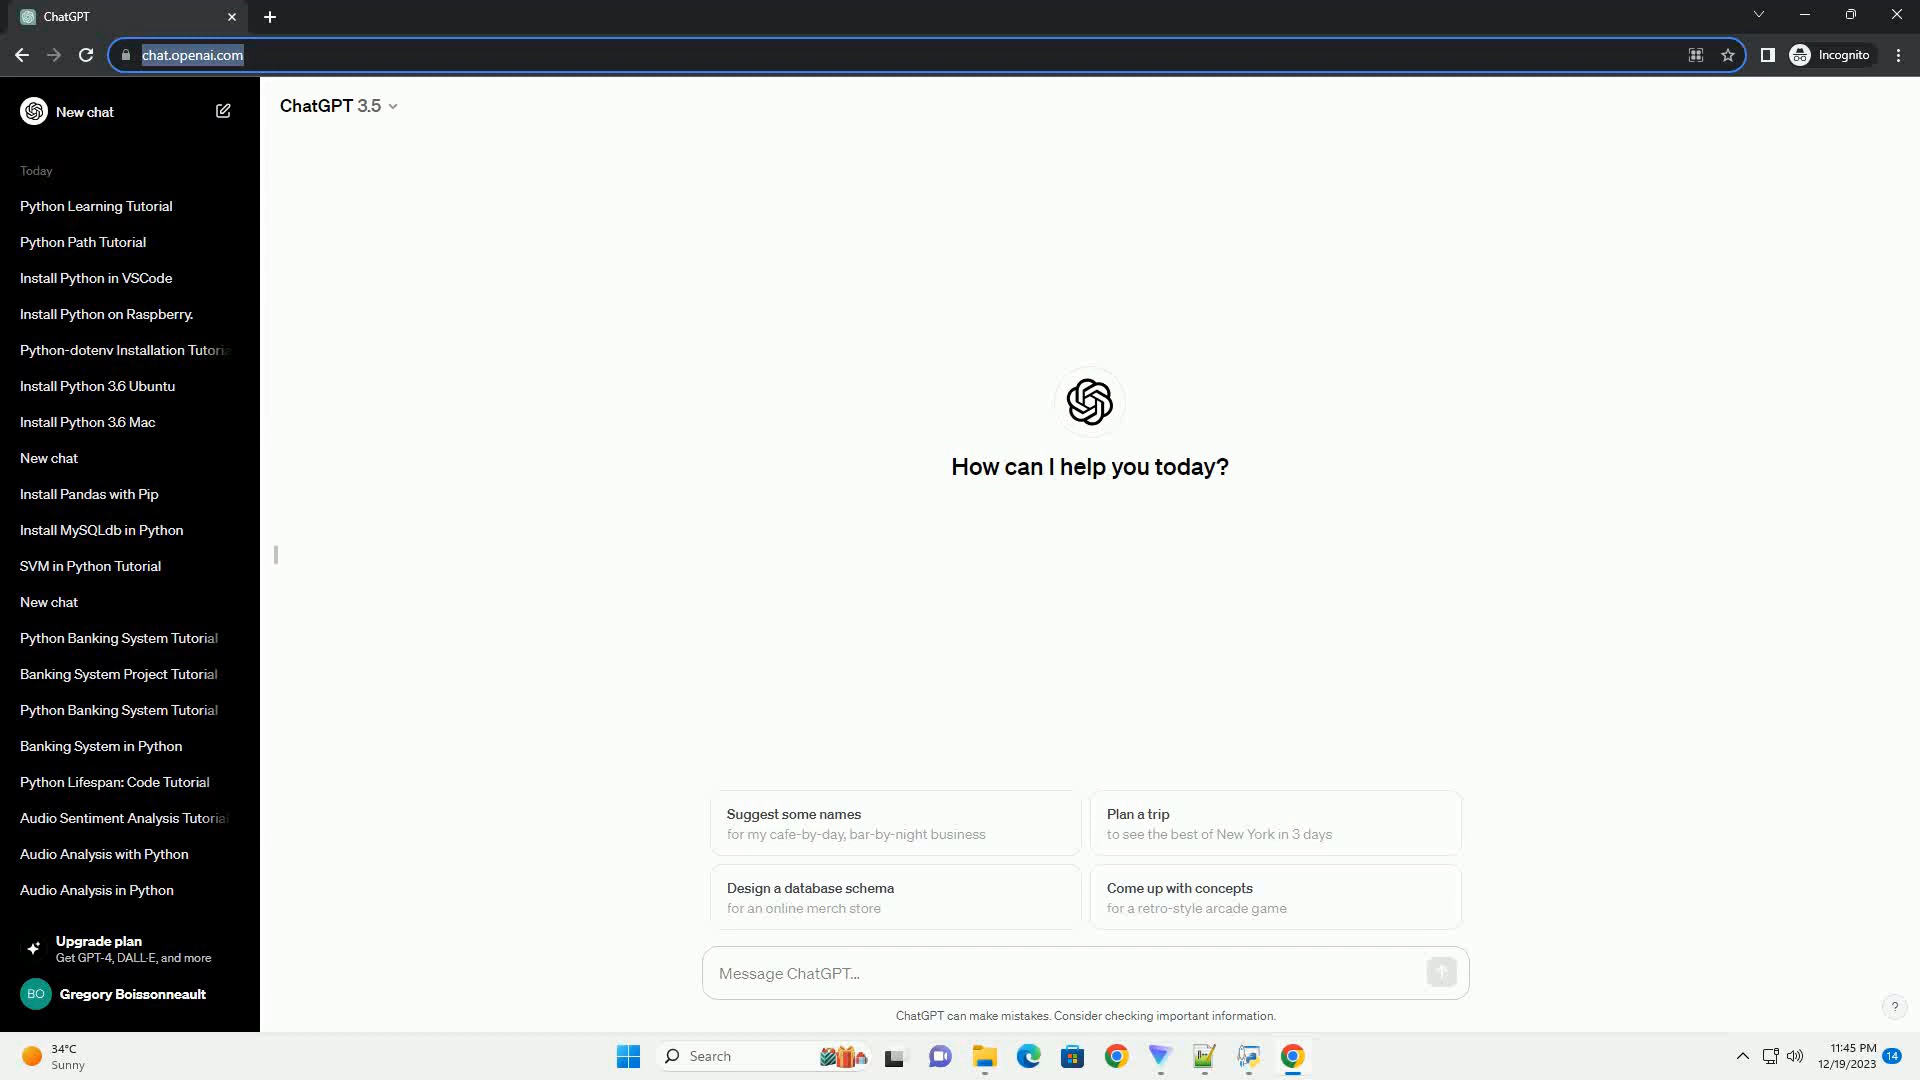 ChatGPT
chat.openai.com
Incognito
New chat
Today
Python Learning Tutorial
Python Path Tutorial
Install Python in VSCode
Install Python on Raspberry.
Python-dotenv Installation Tutoria
Install Python 3.6 Ubuntu
Install Python 3.6 Mac
New chat
Install Pandas with Pip
Install MySQLdb in Python
SVM in Python Tutorial
New chat
Python Banking System Tutorial
Banking System Project Tutorial
Python Banking System Tutorial
Banking System in Python
Python Lifespan: Code Tutorial
Audio Sentiment Analysis Tutorial
Audio Analysis with Python
Audio Analysis in Python
Upgrade plan
Get GPT-4, DALL·E, and more
BO
Gregory Boissonneault
ChatGPT 3.5
How can I help you today?
Suggest some names
for my cafe-by-day, bar-by-night business
Plan a trip
to see the best of New York in 3 days
Design a database schema
for an online merch store
Come up with concepts
for a retro-style arcade game
Message ChatGPT...
ChatGPT can make mistakes. Consider checking important information.
?
34°C
Sunny
Search
11:45 PM
12/19/2023
14